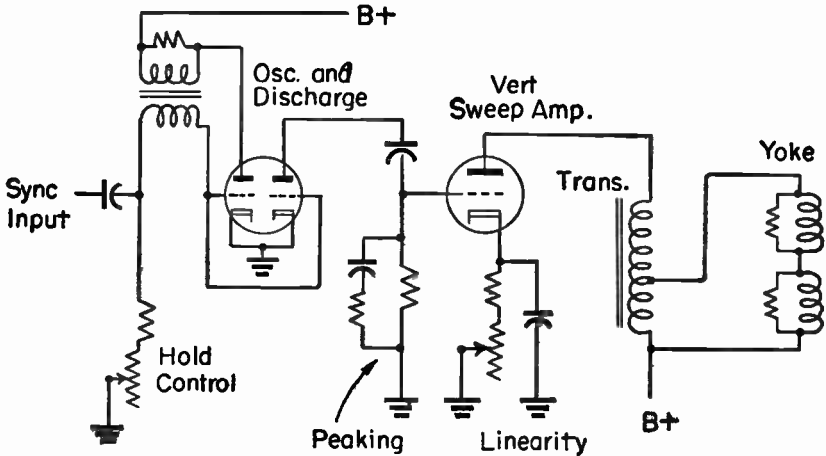 B+
Osc. and
Discharge
Vert
Sweep Amp.
Yoke
Trans.
Sync
Input
Hold
Control
Peaking
Linearity
B+